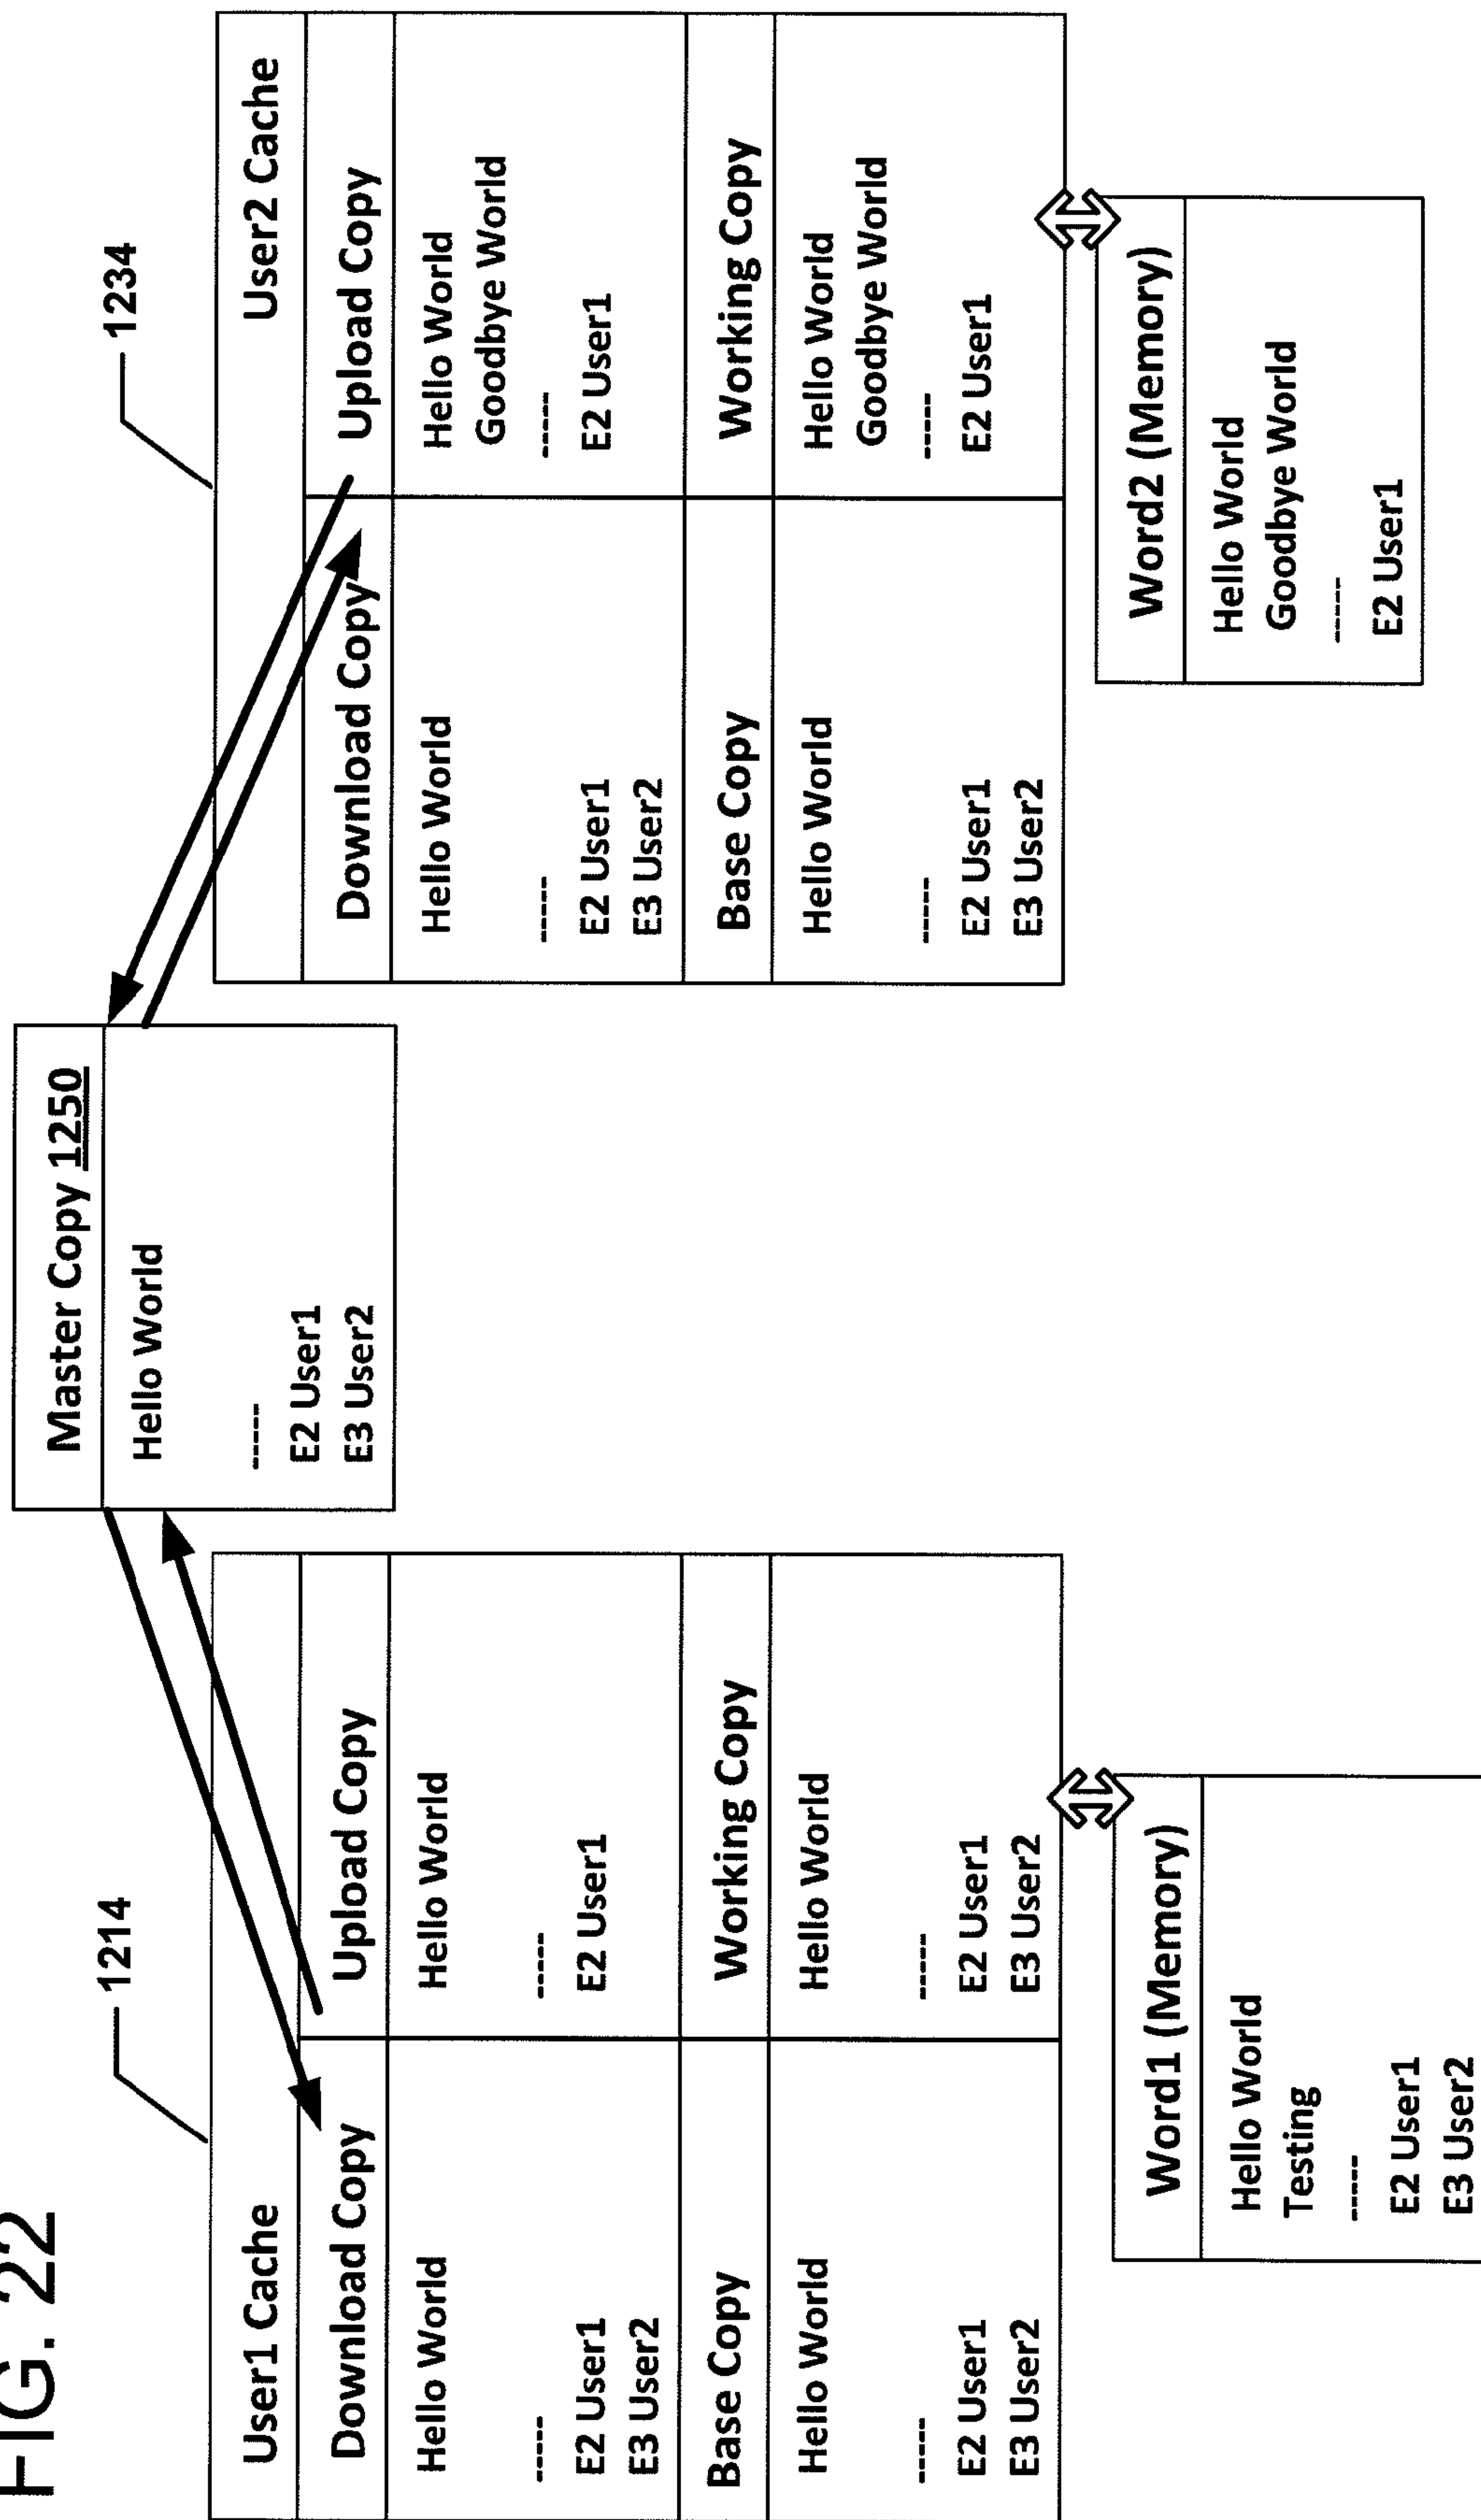 FIG. 22
Master Copy 1250
Hello World
-----
E2 User1
E3 User2
1214
User1 Cache
Download Copy
Hello World
-----
E2 User1
E3 User2
Upload Copy
Hello World
-----
E2 User1
Base Copy
Hello World
-----
E2 User1
E3 User2
Working Copy
Hello World
-----
E2 User1
E3 User2
Word1 (Memory)
Hello World
Testing
-----
E2 User1
E3 User2
1234
User2 Cache
Download Copy
Hello World
-----
E2 User1
E3 User2
Upload Copy
Hello World
Goodbye World
-----
E2 User1
Base Copy
Hello World
-----
E2 User1
E3 User2
Working Copy
Hello World
Goodbye World
-----
E2 User1
Word2 (Memory)
Hello World
Goodbye World
-----
E2 User1